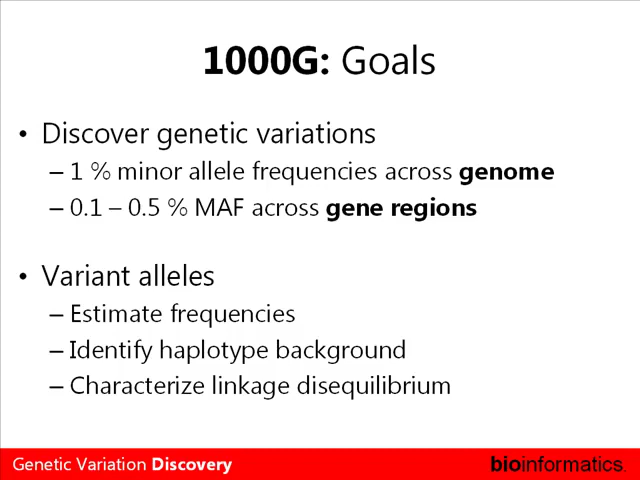 1000G: Goals
• Discover genetic variations
– 1 % minor allele frequencies across genome
– 0.1 – 0.5 % MAF across gene regions
• Variant alleles
– Estimate frequencies
– Identify haplotype background
– Characterize linkage disequilibrium
Genetic Variation Discovery
bioinformatics.